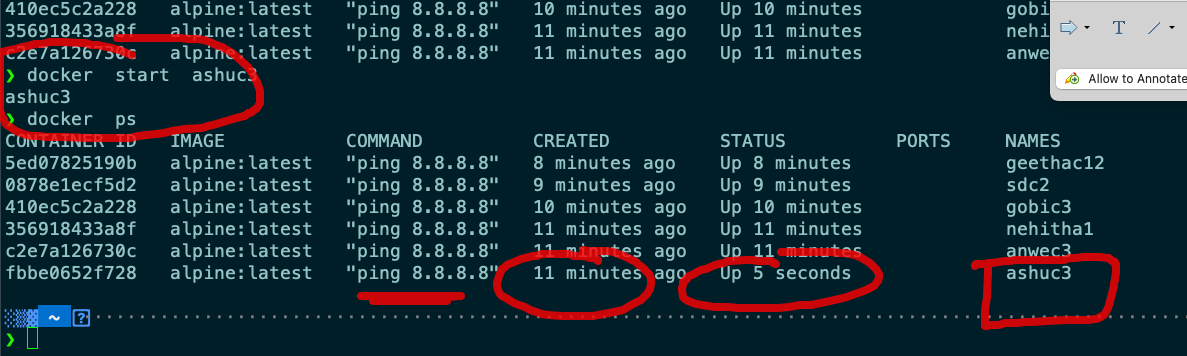 410ec5c2a228   alpine:latest   "ping 8.8.8.8"   10 minutes ago   Up 10 minutes             gobi
356918433a8f   alpine:latest   "ping 8.8.8.8"   11 minutes ago   Up 11 minutes             nehi
c2e7a126730c   alpine:latest   "ping 8.8.8.8"   11 minutes ago   Up 11 minutes             anwe
T
Allow to Annotate
❯ docker  start  ashuc3
ashuc3
❯ docker  ps
CONTAINER ID   IMAGE           COMMAND          CREATED          STATUS          PORTS     NAMES
5ed07825190b   alpine:latest   "ping 8.8.8.8"   8 minutes ago    Up 8 minutes              geethac12
0878e1ecf5d2   alpine:latest   "ping 8.8.8.8"   9 minutes ago    Up 9 minutes              sdc2
410ec5c2a228   alpine:latest   "ping 8.8.8.8"   10 minutes ago   Up 10 minutes             gobic3
356918433a8f   alpine:latest   "ping 8.8.8.8"   11 minutes ago   Up 11 minutes             nehitha1
c2e7a126730c   alpine:latest   "ping 8.8.8.8"   11 minutes ago   Up 11 minutes             anwec3
fbbe0652f728   alpine:latest   "ping 8.8.8.8"   11 minutes ago   Up 5 seconds              ashuc3
~ ?
❯